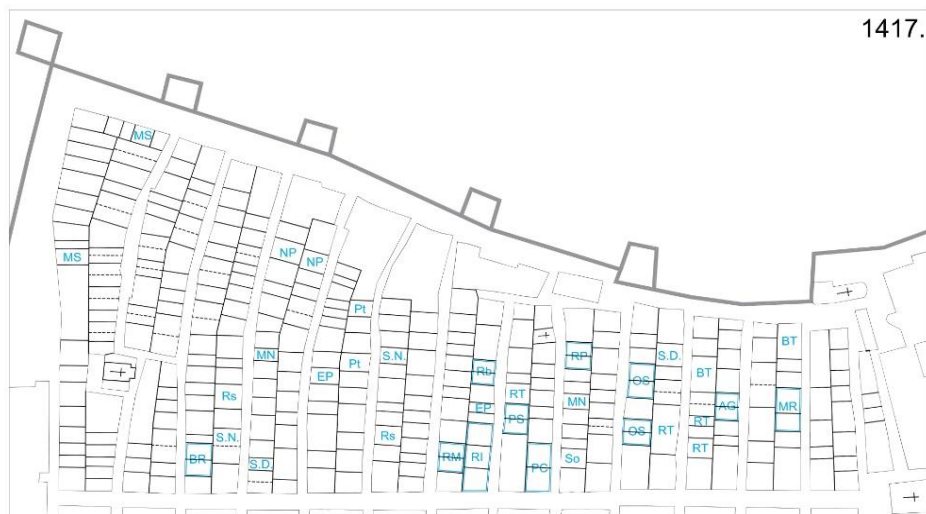 1417.
MS
MS
NP
NP
Pt
MN
S.N.
Pt
EP
Rs
S.N.
BR
S.D.
Rs
Rb
EP
RM
RI
RT
PS
PC
RP
MN
So
OS
OS
S.D.
RT
BT
RT
RT
AG
BT
MR